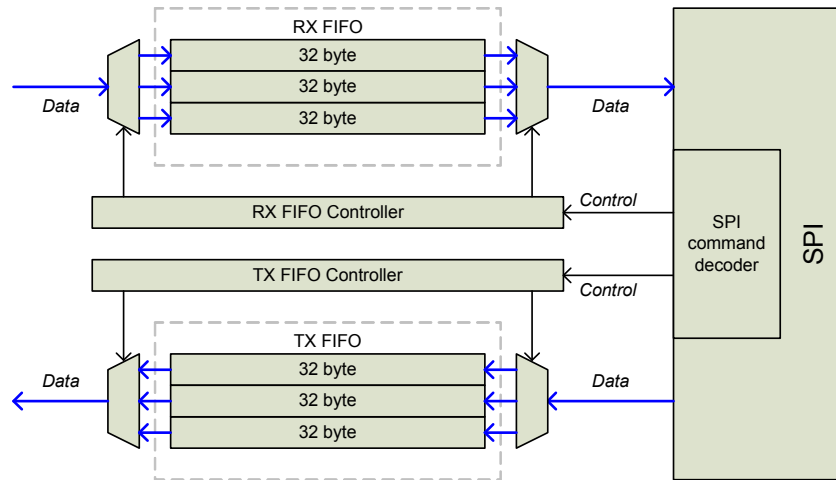 RX FIFO
32 byte
32 byte
32 byte
Data
Data
RX FIFO Controller
Control
TX FIFO Controller
Control
SPI
command
decoder
SPI
TX FIFO
32 byte
32 byte
32 byte
Data
Data